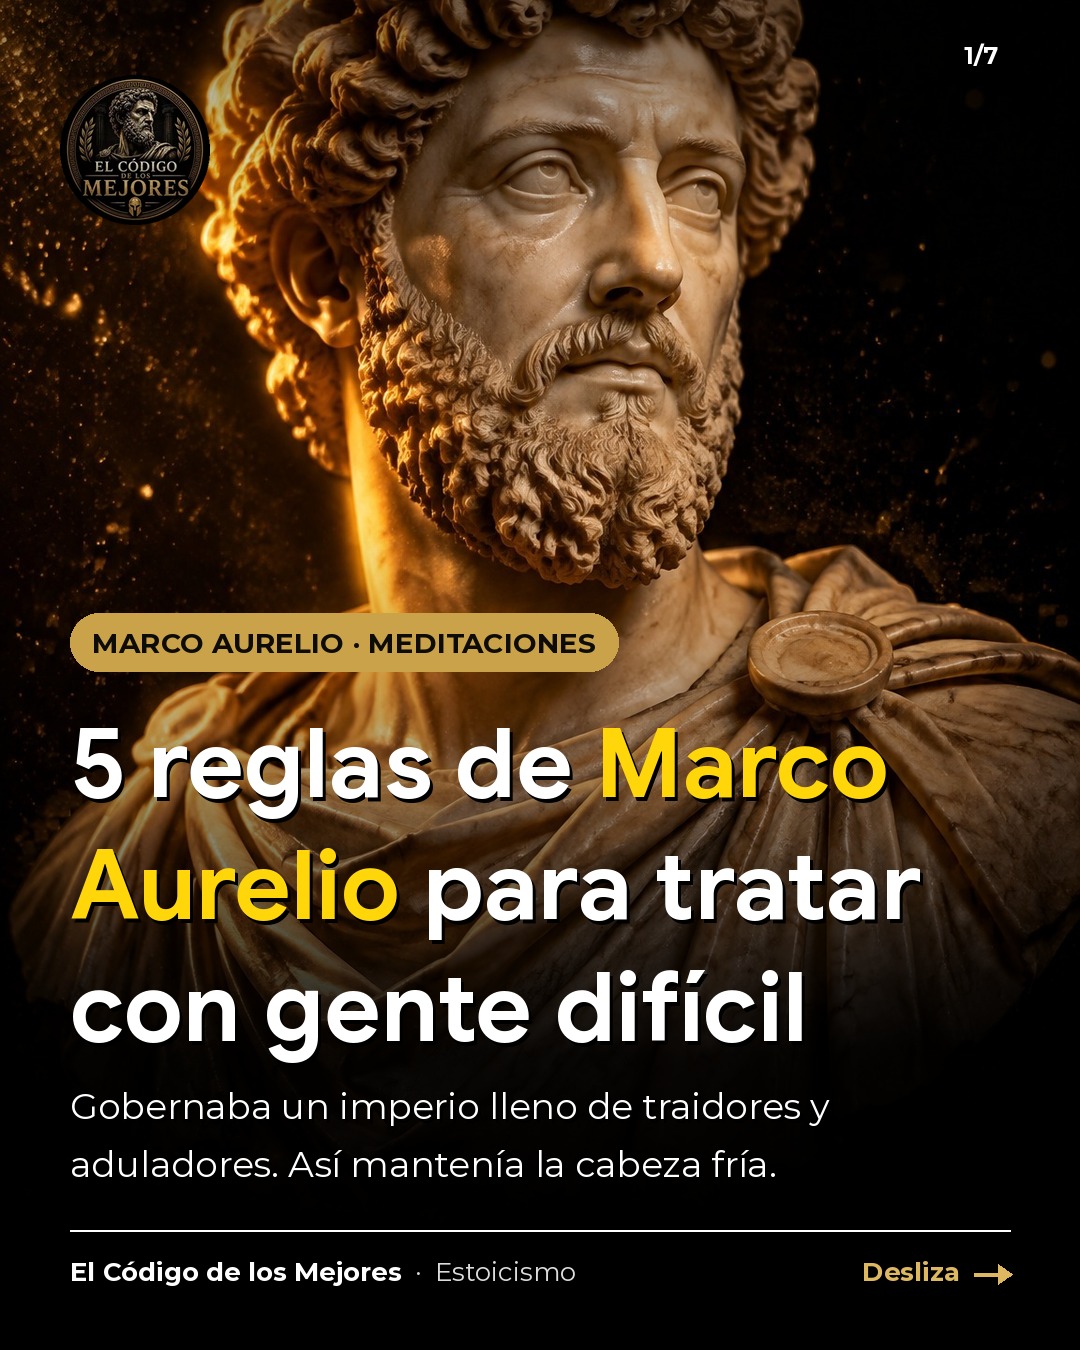 1/7
EL CÓDIGO
DE LOS
MEJORES
MARCO AURELIO · MEDITACIONES
5 reglas de Marco
Aurelio para tratar
con gente difícil
Gobernaba un imperio lleno de traidores y
aduladores. Así mantenía la cabeza fría.
El Código de los Mejores · Estoicismo
Desliza